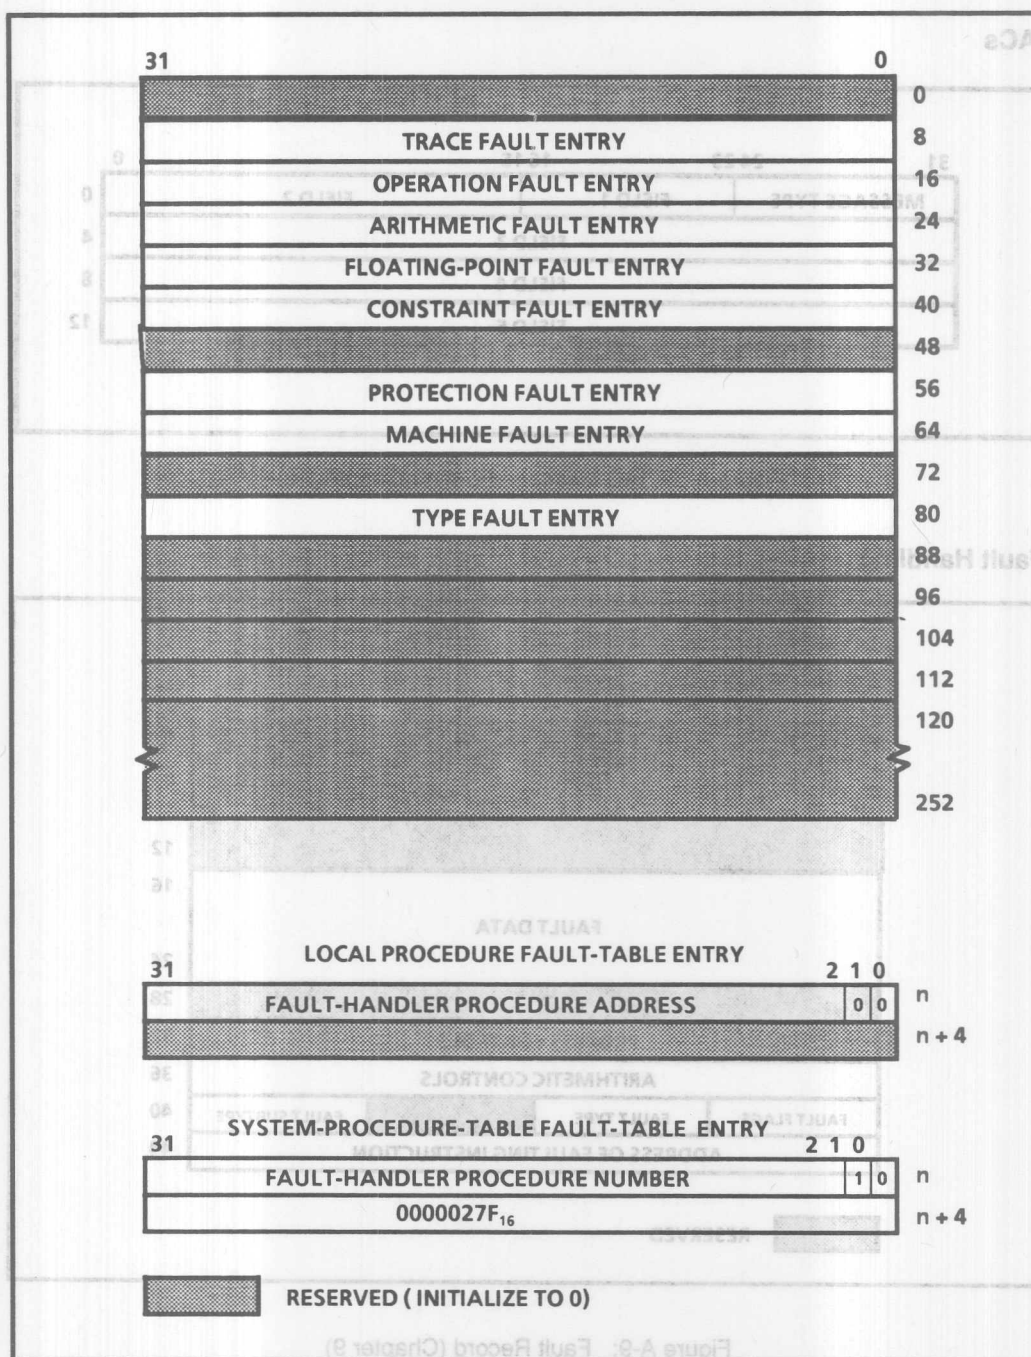 31 0
0
TRACE FAULT ENTRY 8
OPERATION FAULT ENTRY 16
ARITHMETIC FAULT ENTRY 24
FLOATING-POINT FAULT ENTRY 32
CONSTRAINT FAULT ENTRY 40
48
PROTECTION FAULT ENTRY 56
MACHINE FAULT ENTRY 64
72
TYPE FAULT ENTRY 80
88
96
104
112
120
252
LOCAL PROCEDURE FAULT-TABLE ENTRY
31 2 1 0
FAULT-HANDLER PROCEDURE ADDRESS 0 0 n
n + 4
SYSTEM-PROCEDURE-TABLE FAULT-TABLE ENTRY
31 2 1 0
FAULT-HANDLER PROCEDURE NUMBER 1 0 n
0000027F₁₆ n + 4
RESERVED ( INITIALIZE TO 0)